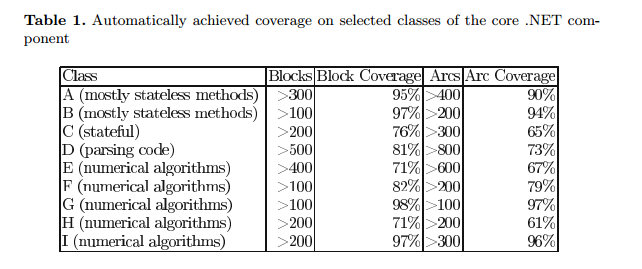 Table 1. Automatically achieved coverage on selected classes of the core .NET com-
ponent
Class Blocks Block Coverage Arcs Arc Coverage
A (mostly stateless methods) >300 95% >400 90%
B (mostly stateless methods) >100 97% >200 94%
C (stateful) >200 76% >300 65%
D (parsing code) >500 81% >800 73%
E (numerical algorithms) >400 71% >600 67%
F (numerical algorithms) >100 82% >200 79%
G (numerical algorithms) >100 98% >100 97%
H (numerical algorithms) >200 71% >200 61%
I (numerical algorithms) >200 97% >300 96%